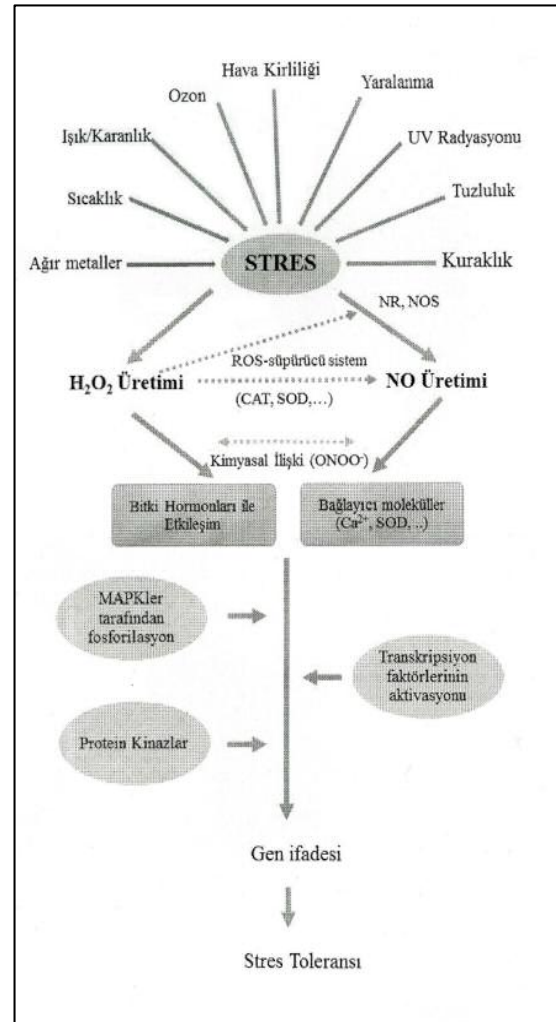 Hava Kirliliği
Ozon
Yaralanma
Işık/Karanlık
UV Radyasyonu
Sıcaklık
Tuzluluk
Ağır metaller
STRES
Kuraklık
NR, NOS
ROS-süpürücü sistem
H₂O₂ Üretimi
NO Üretimi
(CAT, SOD,...)
Kimyasal İlişki (ONOO⁻)
Bitki Hormonları ile
Etkileşim
Bağlayıcı moleküller
(Ca²⁺, SOD, ..)
MAPKler
tarafından
fosforilasyon
Transkripsiyon
faktörlerinin
aktivasyonu
Protein Kinazlar
Gen ifadesi
Stres Toleransı